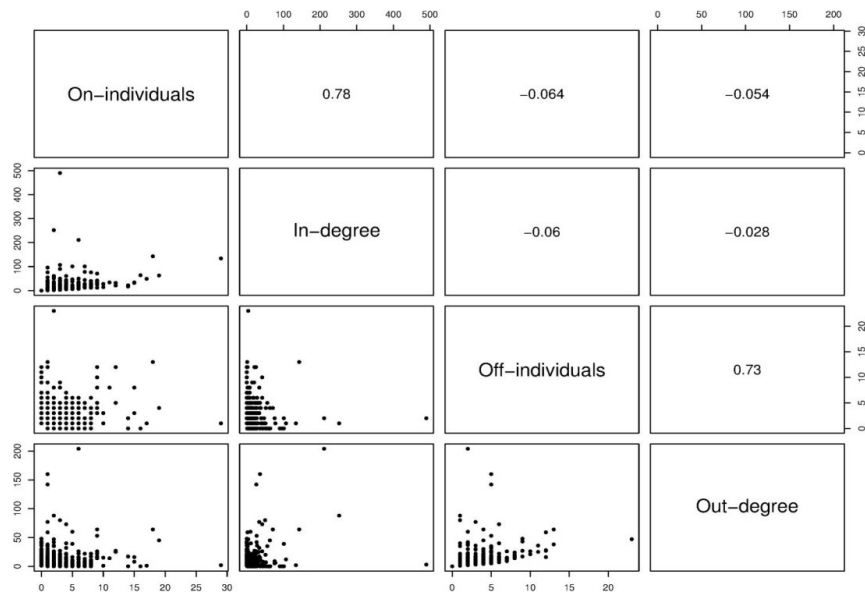 0 100 300 500 0 50 100 200
On−individuals 0.78 −0.064 −0.054 0 5 10 15 20 25 30
0 100 200 300 400 500 In−degree −0.06 −0.028
Off−individuals 0.73 0 5 10 15 20
0 50 100 150 200 Out−degree
0 5 10 15 20 25 30 0 5 10 15 20